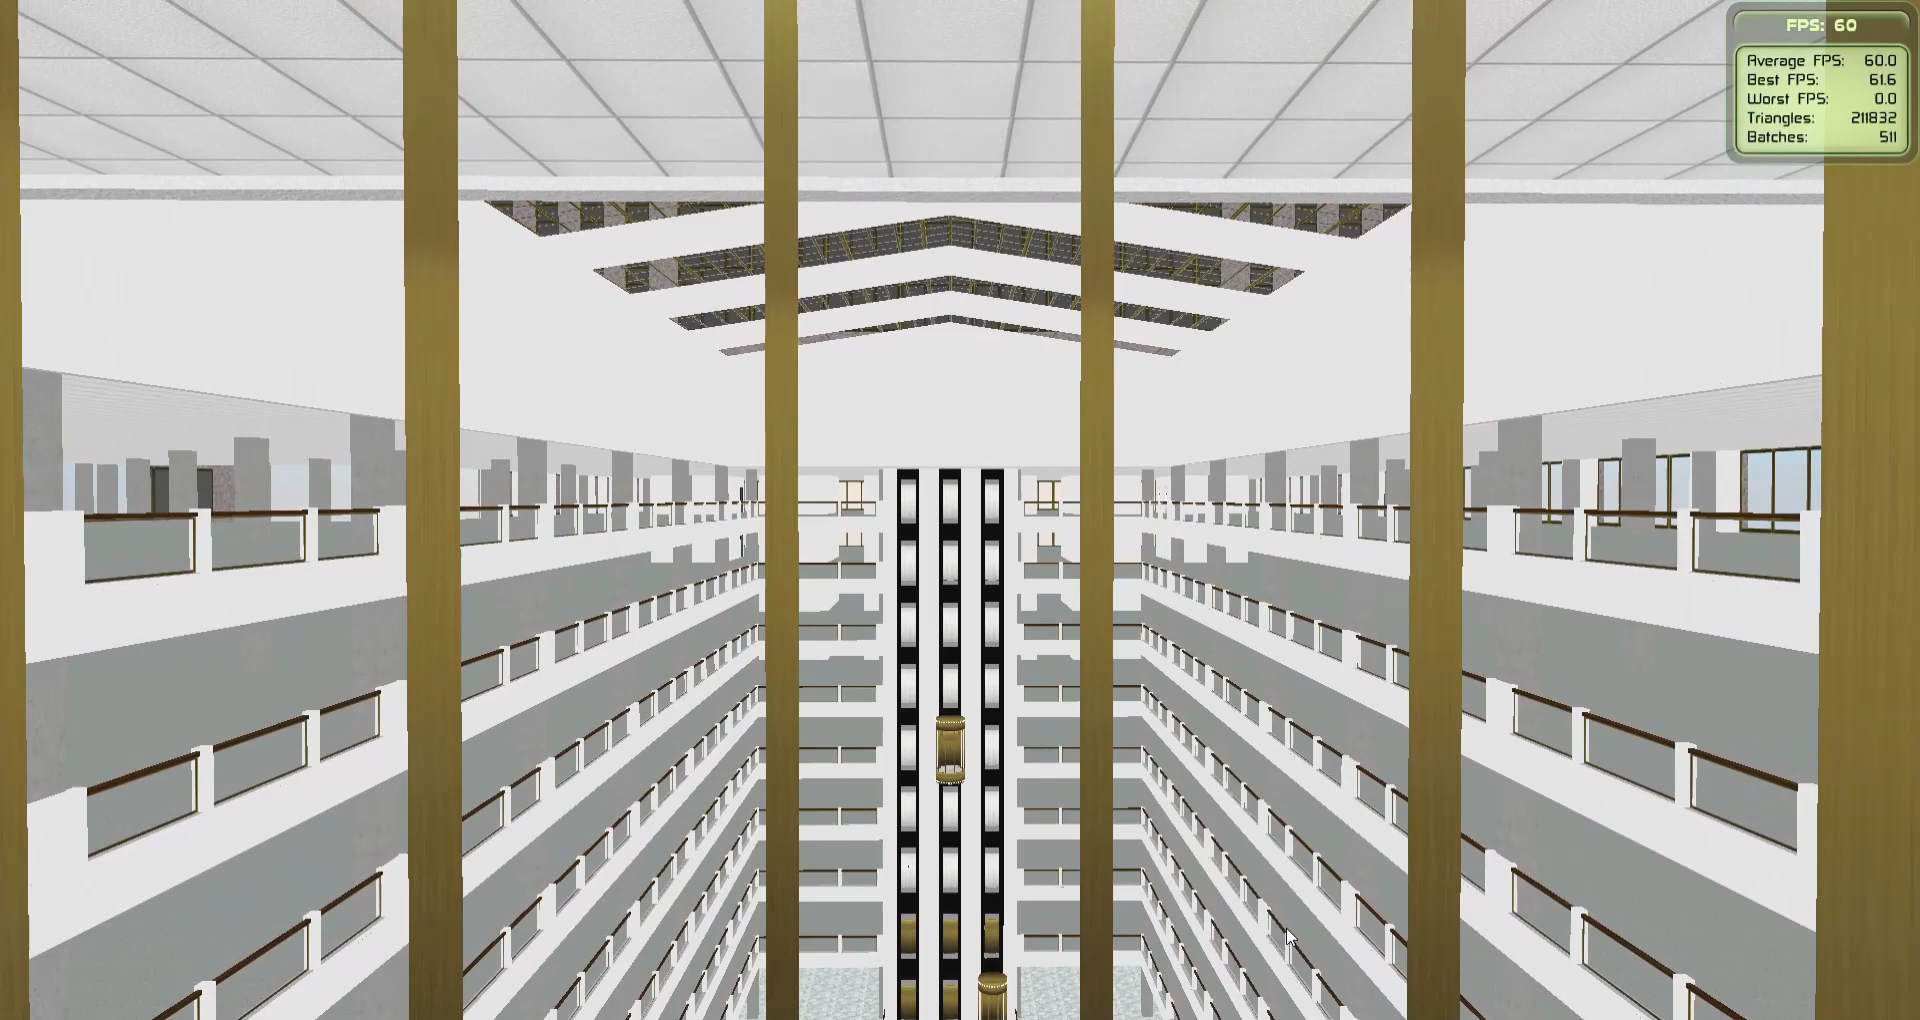 FPS: 60
Average FPS: 60.0
Best FPS: 61.6
Worst FPS: 0.0
Triangles: 211832
Batches: 511